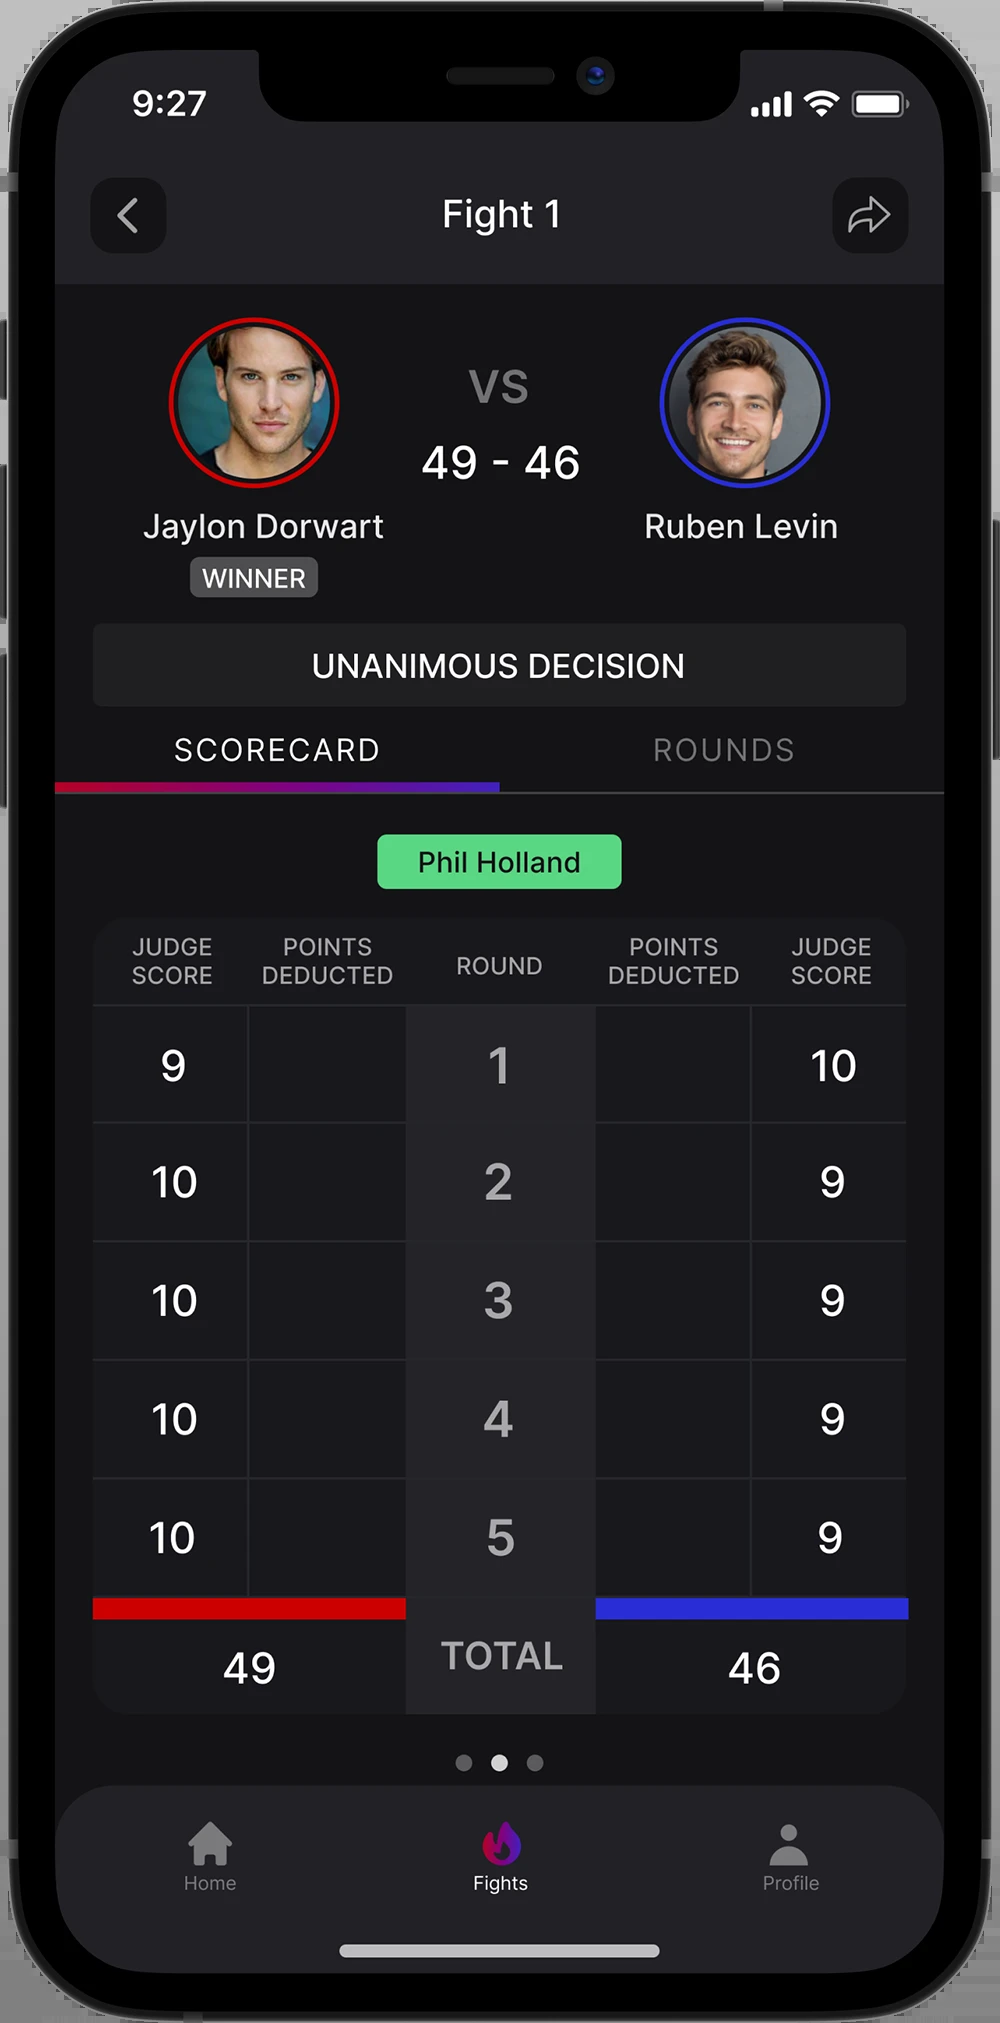 9:27
Fight 1
VS
49 - 46
Jaylon Dorwart
Ruben Levin
WINNER
UNANIMOUS DECISION
SCORECARD ROUNDS
Phil Holland
JUDGE SCORE POINTS DEDUCTED ROUND POINTS DEDUCTED JUDGE SCORE
9 1 10
10 2 9
10 3 9
10 4 9
10 5 9
49 TOTAL 46
Home Fights Profile